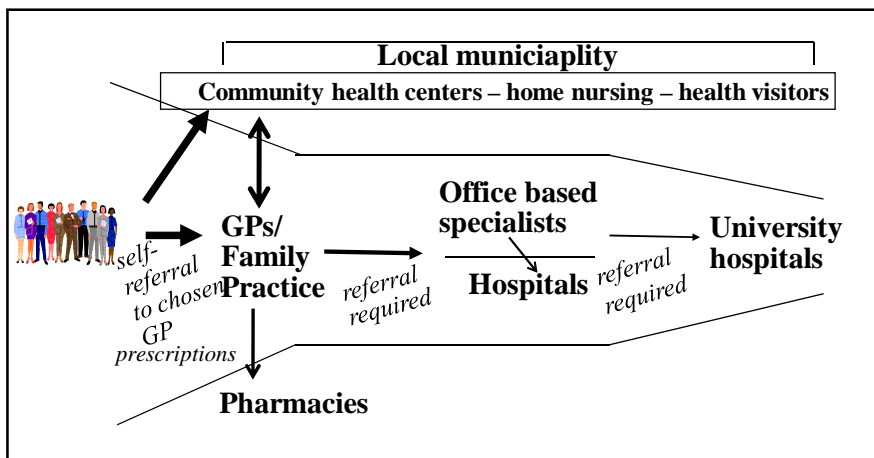 Local municiaplity
Community health centers – home nursing – health visitors
self-
referral
to chosen
GP
GPs/
Family
Practice
prescriptions
Pharmacies
referral
required
Office based
specialists
Hospitals
referral
required
University
hospitals